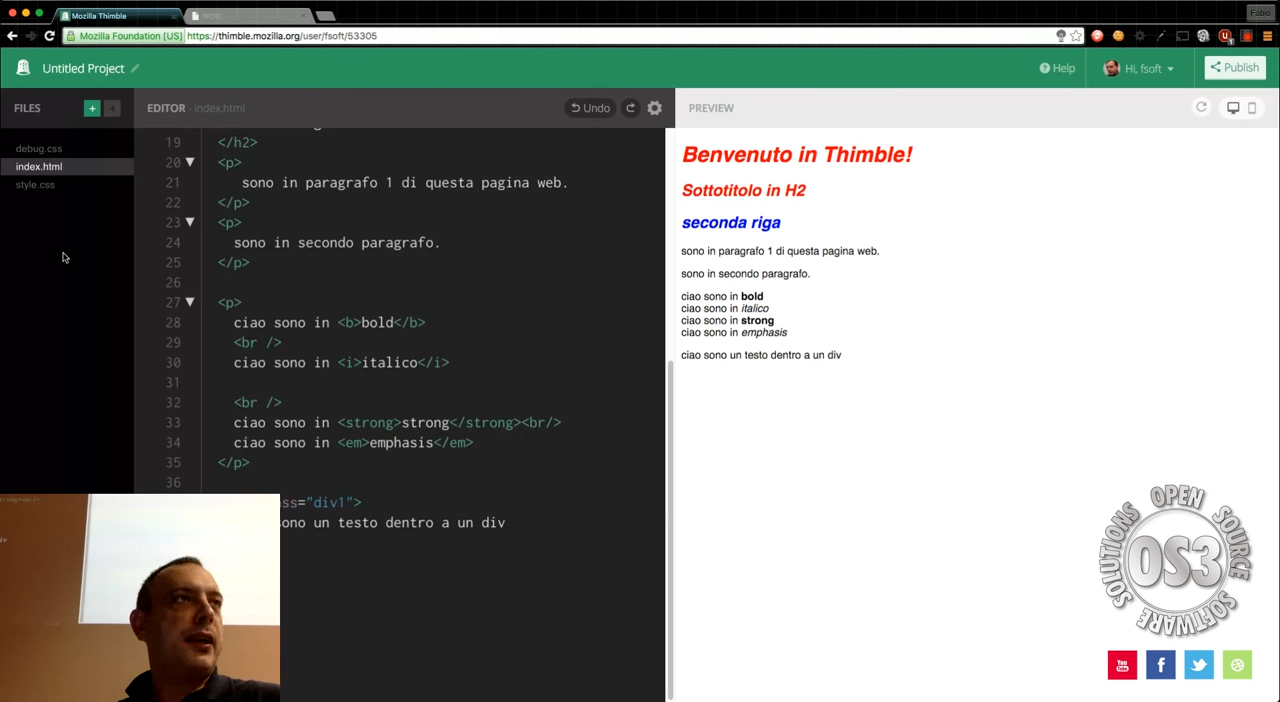 Mozilla Thimble
WOW
Fabio
Mozilla Foundation [US] https://thimble.mozilla.org/user/fsoft/53305
Untitled Project
Help
Hi, fsoft
Publish
FILES
EDITOR - index.html
Undo
PREVIEW
debug.css
index.html
style.css
19 </h2>
20 <p>
21 sono in paragrafo 1 di questa pagina web.
22 </p>
23 <p>
24 sono in secondo paragrafo.
25 </p>
26
27 <p>
28 ciao sono in <b>bold</b>
29 <br />
30 ciao sono in <i>italico</i>
31
32 <br />
33 ciao sono in <strong>strong</strong><br/>
34 ciao sono in <em>emphasis</em>
35 </p>
36
ass="div1">
sono un testo dentro a un div
Benvenuto in Thimble!
Sottotitolo in H2
seconda riga
sono in paragrafo 1 di questa pagina web.
sono in secondo paragrafo.
ciao sono in bold
ciao sono in italico
ciao sono in strong
ciao sono in emphasis
ciao sono un testo dentro a un div
OPEN SOURCE SOFTWARE SOLUTIONS
OS3
You Tube
f